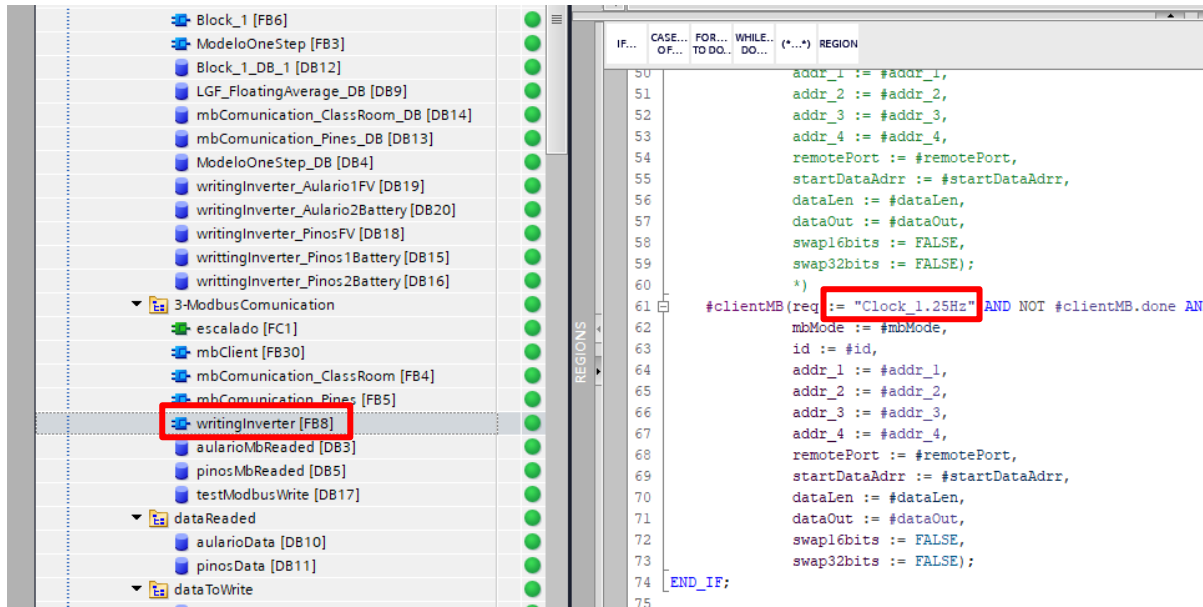 Block_1 [FB6]
ModeloOneStep [FB3]
Block_1_DB_1 [DB12]
LGF_FloatingAverage_DB [DB9]
mbComunication_ClassRoom_DB [DB14]
mbComunication_Pines_DB [DB13]
ModeloOneStep_DB [DB4]
writingInverter_Aulario1FV [DB19]
writingInverter_Aulario2Battery [DB20]
writingInverter_PinosFV [DB18]
writtingInverter_Pinos1Battery [DB15]
writtingInverter_Pinos2Battery [DB16]
3-ModbusComunication
escalado [FC1]
mbClient [FB30]
mbComunication_ClassRoom [FB4]
mbComunication_Pines [FB5]
writingInverter [FB8]
aularioMbReaded [DB3]
pinosMbReaded [DB5]
testModbusWrite [DB17]
dataReaded
aularioData [DB10]
pinosData [DB11]
dataToWrite
REGIONS
IF... CASE... OF... FOR... TO DO.. WHILE.. DO... (*...*) REGION
50 addr_1 := #addr_1,
51 addr_2 := #addr_2,
52 addr_3 := #addr_3,
53 addr_4 := #addr_4,
54 remotePort := #remotePort,
55 startDataAdrr := #startDataAdrr,
56 dataLen := #dataLen,
57 dataOut := #dataOut,
58 swap16bits := FALSE,
59 swap32bits := FALSE);
60 *)
61 #clientMB(req := "Clock_1.25Hz" AND NOT #clientMB.done AN
62 mbMode := #mbMode,
63 id := #id,
64 addr_1 := #addr_1,
65 addr_2 := #addr_2,
66 addr_3 := #addr_3,
67 addr_4 := #addr_4,
68 remotePort := #remotePort,
69 startDataAdrr := #startDataAdrr,
70 dataLen := #dataLen,
71 dataOut := #dataOut,
72 swap16bits := FALSE,
73 swap32bits := FALSE);
74 END_IF;
75